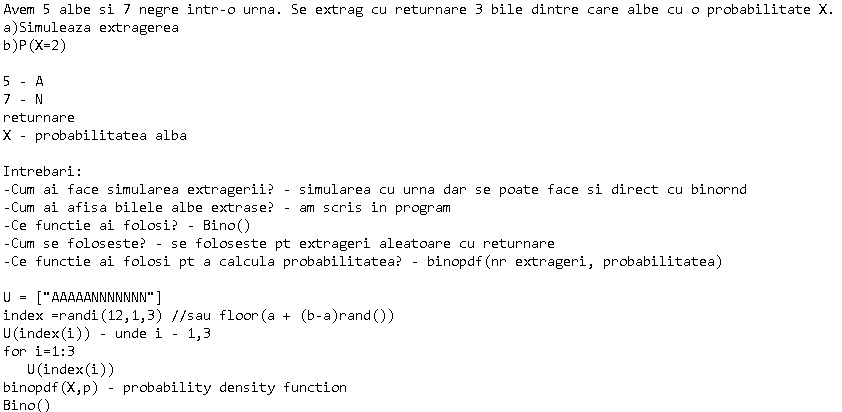 Avem 5 albe si 7 negre intr-o urna. Se extrag cu returnare 3 bile dintre care albe cu o probabilitate X.
a)Simuleaza extragerea
b)P(X=2)

5 - A
7 - N
returnare
X - probabilitatea alba

Intrebari:
-Cum ai face simularea extragerii? - simularea cu urna dar se poate face si direct cu binornd
-Cum ai afisa bilele albe extrase? - am scris in program
-Ce functie ai folosi? - Bino()
-Cum se foloseste? - se foloseste pt extrageri aleatoare cu returnare
-Ce functie ai folosi pt a calcula probabilitatea? - binopdf(nr extrageri, probabilitatea)

U = ["AAAAANNNNNNN"]
index =randi(12,1,3) //sau floor(a + (b-a)rand())
U(index(i)) - unde i - 1,3
for i=1:3
   U(index(i))
binopdf(X,p) - probability density function
Bino()